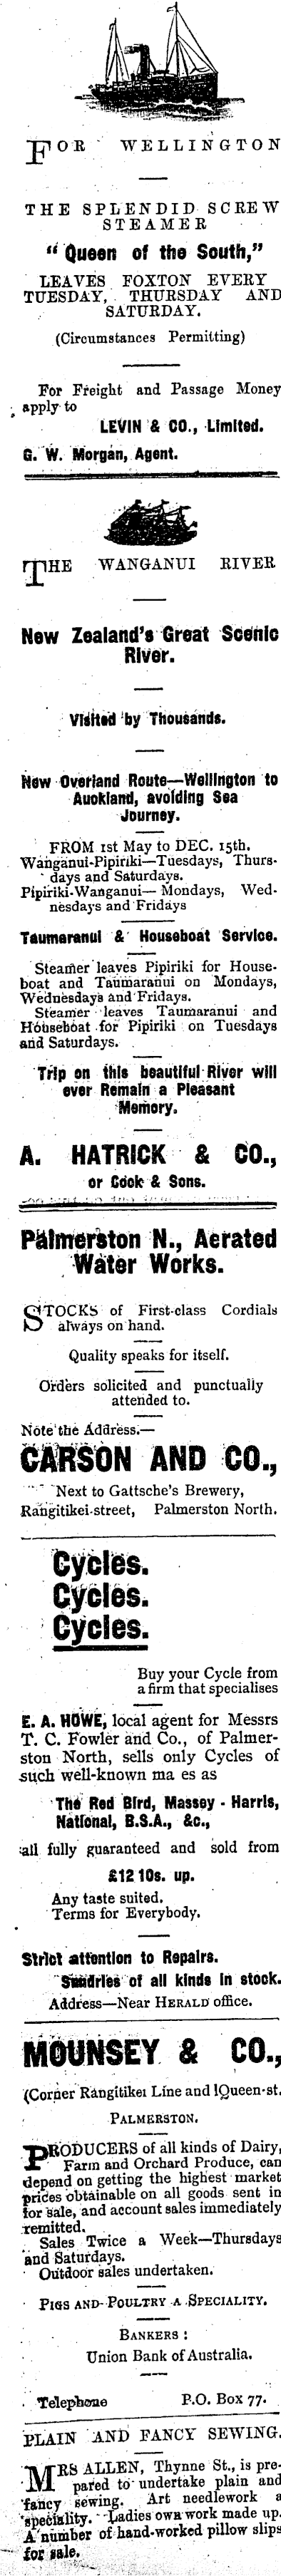 FOR WELLINGTON
THE SPLENDID SCREW
STEAMER
"Queen of the South,"
LEAVES FOXTON EVERY
TUESDAY, THURSDAY AND
SATURDAY.
(Circumstances Permitting)
For Freight and Passage Money
apply to
LEVIN & CO., Limited.
G. W. Morgan, Agent.
THE WANGANUI RIVER
New Zealand's Great Scenic
River.
Visited by Thousands.
New Overland Route—Wellington to
Auckland, avoiding Sea
Journey.
FROM 1st May to DEC. 15th.
Wanganui-Pipiriki—Tuesdays, Thurs-
days and Saturdays.
Pipiriki-Wanganui—Mondays, Wed-
nesdays and Fridays
Taumaranui & Houseboat Service.
Steamer leaves Pipiriki for House-
boat and Taumaranui on Mondays,
Wednesdays and Fridays.
Steamer leaves Taumaranui and
Houseboat for Pipiriki on Tuesdays
and Saturdays.
Trip on this beautiful River will
ever Remain a Pleasant
Memory.
A. HATRICK & CO.,
or Cook & Sons.
Palmerston N., Aerated
Water Works.
STOCKS of First-class Cordials
always on hand.
Quality speaks for itself.
Orders solicited and punctually
attended to.
Note the Address.—
CARSON AND CO.,
Next to Gattsche's Brewery,
Rangitikei-street, Palmerston North.
Cycles.
Cycles.
Cycles.
Buy your Cycle from
a firm that specialises
E. A. HOWE, local agent for Messrs
T. C. Fowler and Co., of Palmer-
ston North, sells only Cycles of
such well-known ma es as
The Red Bird, Massey-Harris,
National, B.S.A., &c.,
all fully guaranteed and sold from
£12 10s. up.
Any taste suited.
Terms for Everybody.
Strict attention to Repairs.
Sundries of all kinds in stock.
Address—Near HERALD office.
MOUNSEY & CO.,
(Corner Rangitikei Line and Queen-st.
PALMERSTON.
PRODUCERS of all kinds of Dairy,
Farm and Orchard Produce, can
depend on getting the highest market
prices obtainable on all goods sent in
for sale, and account sales immediately
remitted.
Sales Twice a Week—Thursdays
and Saturdays.
Outdoor sales undertaken.
PIGS AND POULTRY A SPECIALITY.
BANKERS:
Union Bank of Australia.
Telephone P.O. Box 77.
PLAIN AND FANCY SEWING.
MRS ALLEN, Thynne St., is pre-
pared to undertake plain and
fancy sewing. Art needlework a
speciality. Ladies own work made up.
A number of hand-worked pillow slips
for sale.